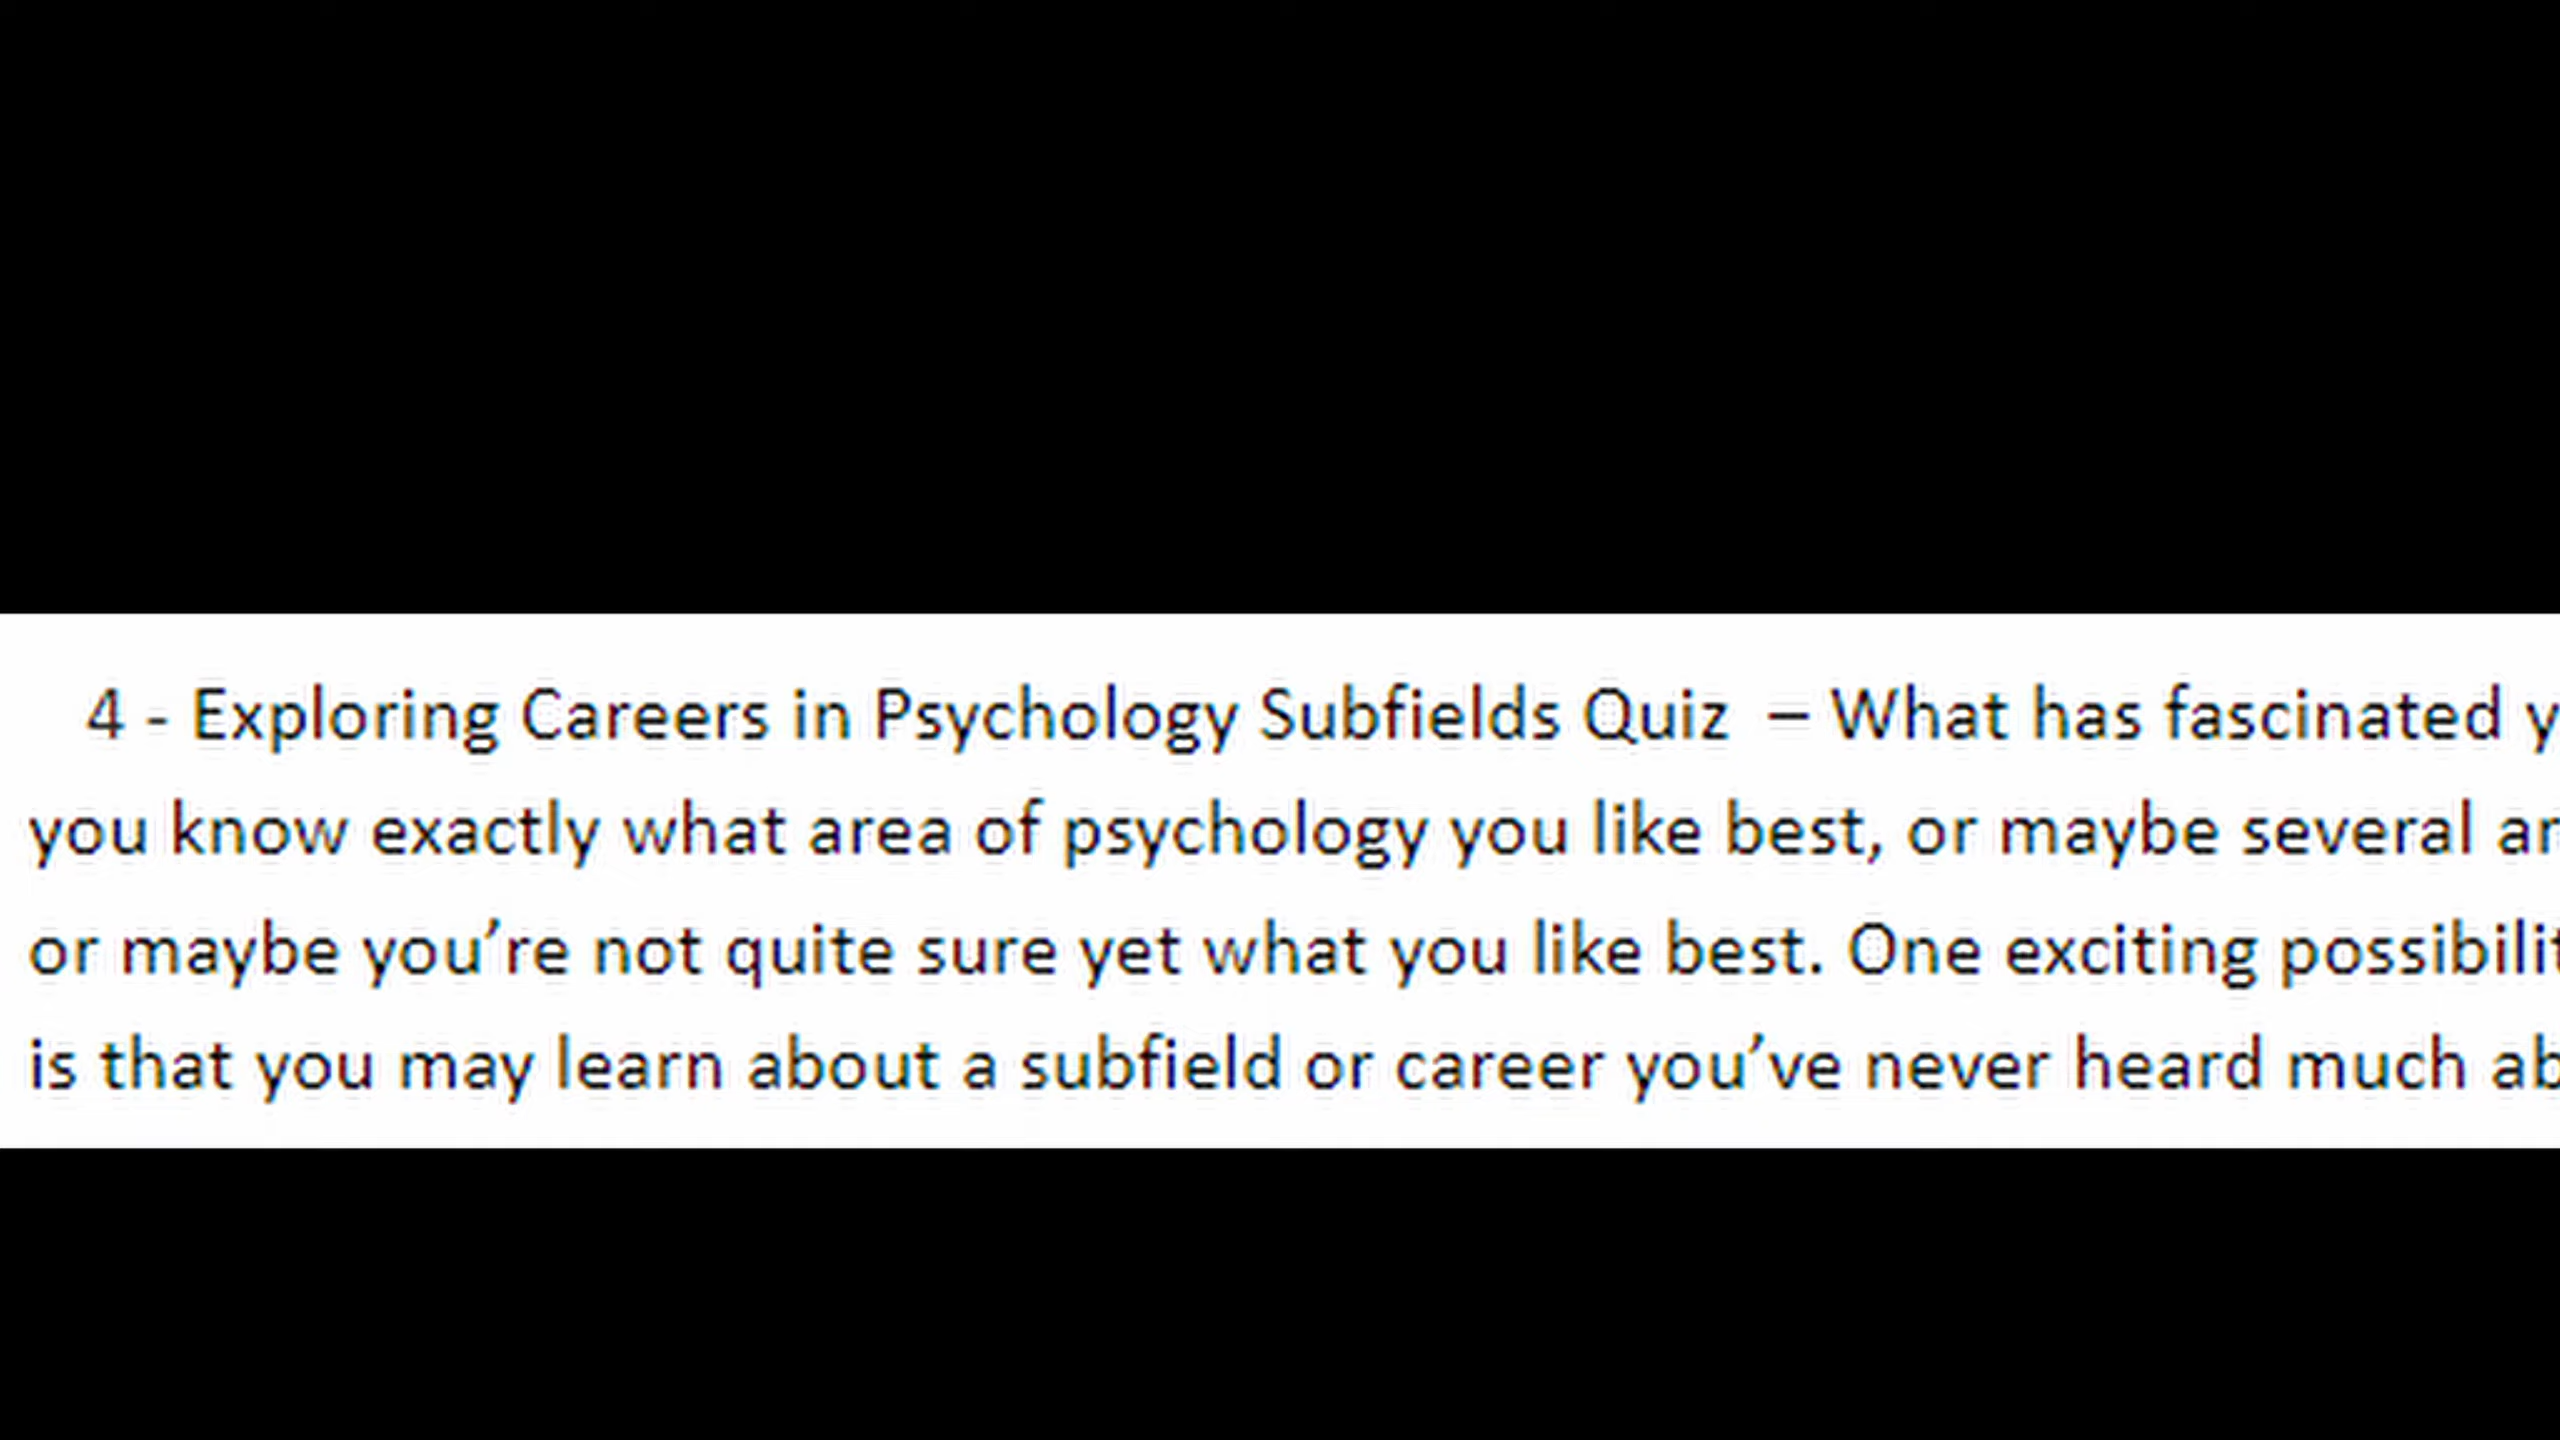 4 - Exploring Careers in Psychology Subfields Quiz – What has fascinated
you know exactly what area of psychology you like best, or maybe several
or maybe you’re not quite sure yet what you like best. One exciting
is that you may learn about a subfield or career you’ve never heard much